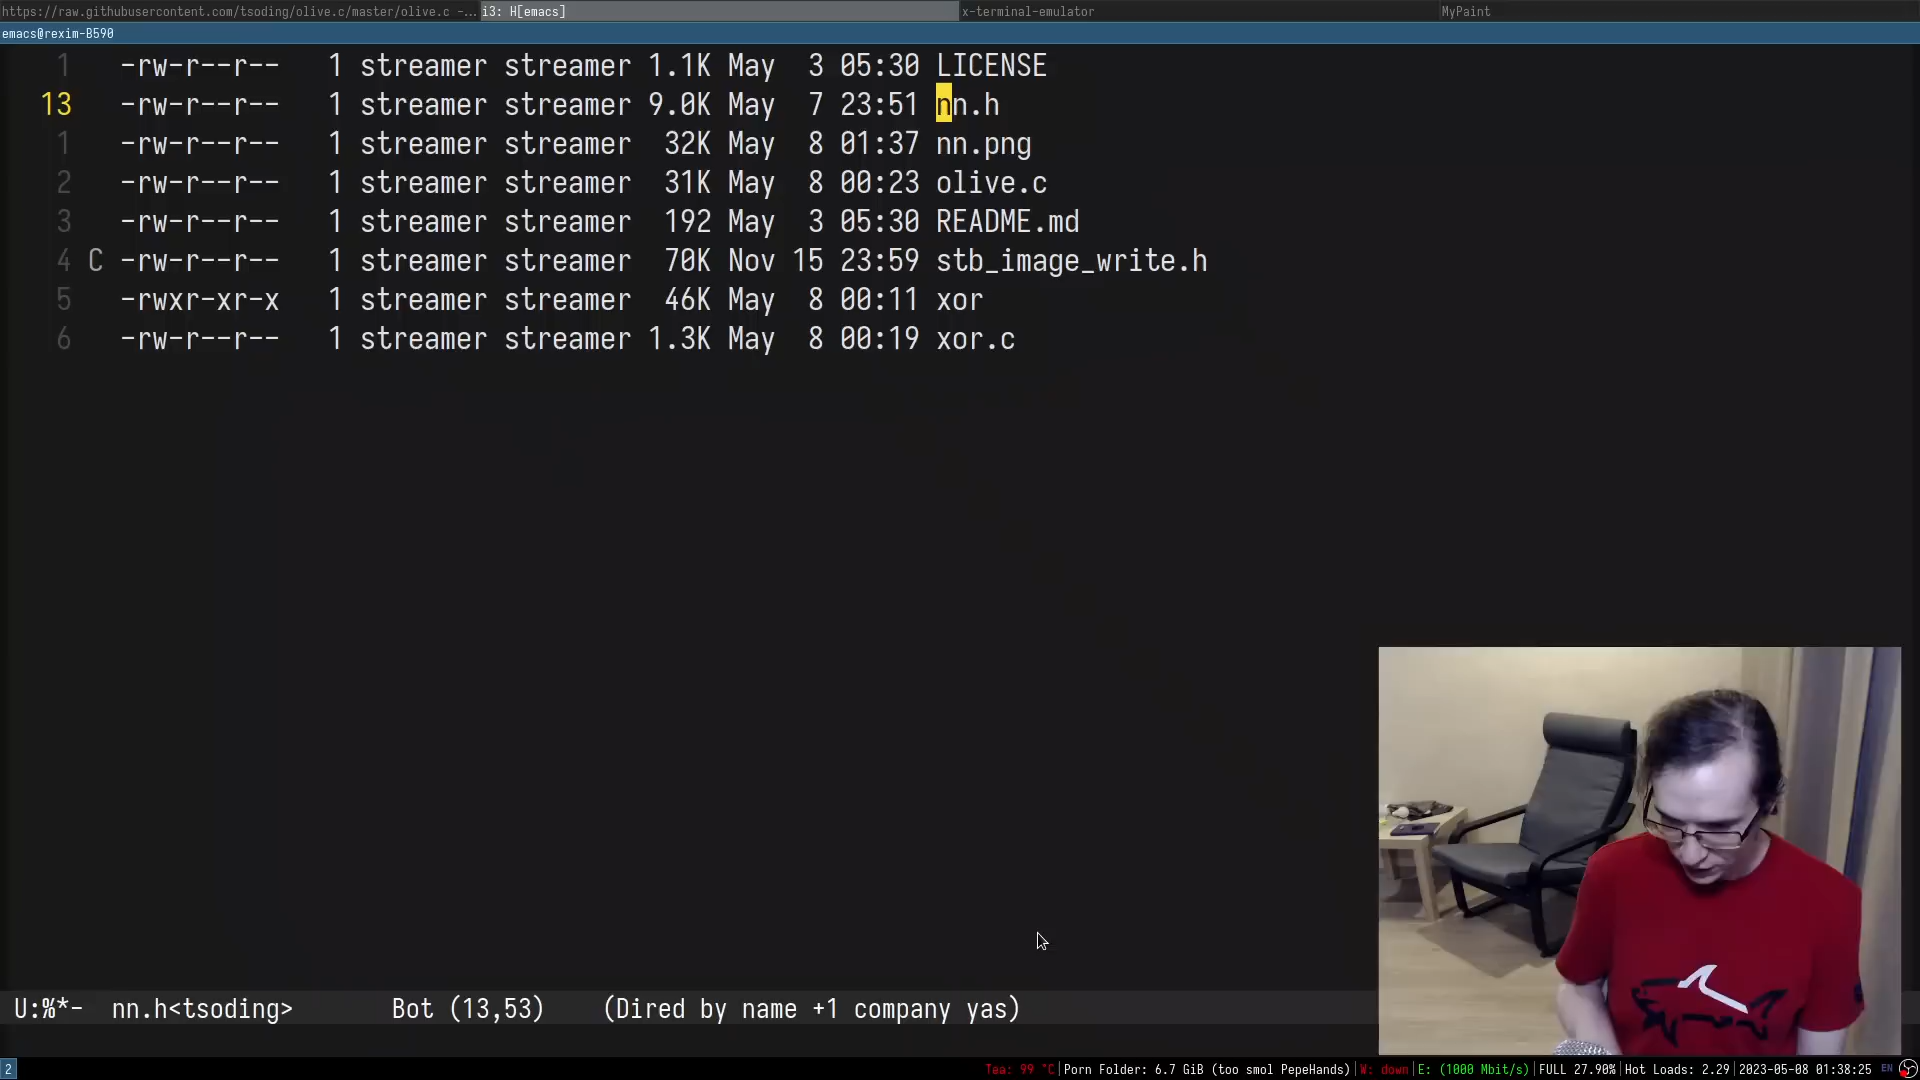 https://raw.githubusercontent.com/tsoding/olive.c/master/olive.c -... i3: H[emacs] x-terminal-emulator MyPaint
emacs@rexim-B590
1 -rw-r--r-- 1 streamer streamer 1.1K May 3 05:30 LICENSE
13 -rw-r--r-- 1 streamer streamer 9.0K May 7 23:51 nn.h
1 -rw-r--r-- 1 streamer streamer 32K May 8 01:37 nn.png
2 -rw-r--r-- 1 streamer streamer 31K May 8 00:23 olive.c
3 -rw-r--r-- 1 streamer streamer 192 May 3 05:30 README.md
4 C -rw-r--r-- 1 streamer streamer 70K Nov 15 23:59 stb_image_write.h
5 -rwxr-xr-x 1 streamer streamer 46K May 8 00:11 xor
6 -rw-r--r-- 1 streamer streamer 1.3K May 8 00:19 xor.c
U:%*- nn.h<tsoding> Bot (13,53) (Dired by name +1 company yas)
2 Tea: 99 °C|Porn Folder: 6.7 GiB (too smol PepeHands)|W: down|E: (1000 Mbit/s)|FULL 27.90%|Hot Loads: 2.29|2023-05-08 01:38:25 EN